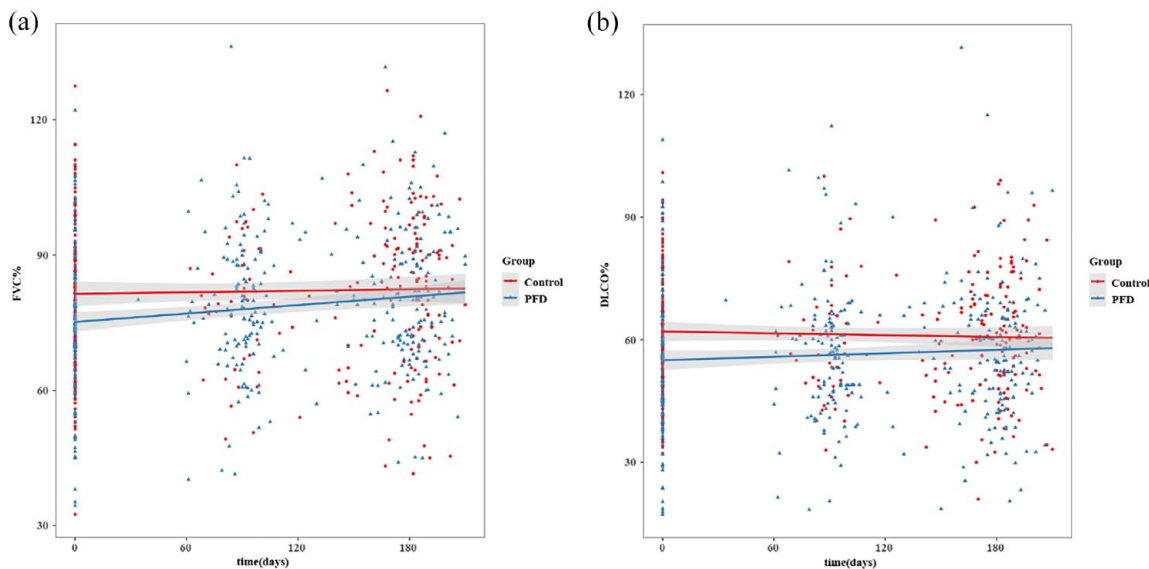 (a)
FVC%
120
90
60
30
0
60
120
180
time(days)
Group
Control
PFD
(b)
DLCO%
120
90
60
30
0
60
120
180
time(days)
Group
Control
PFD